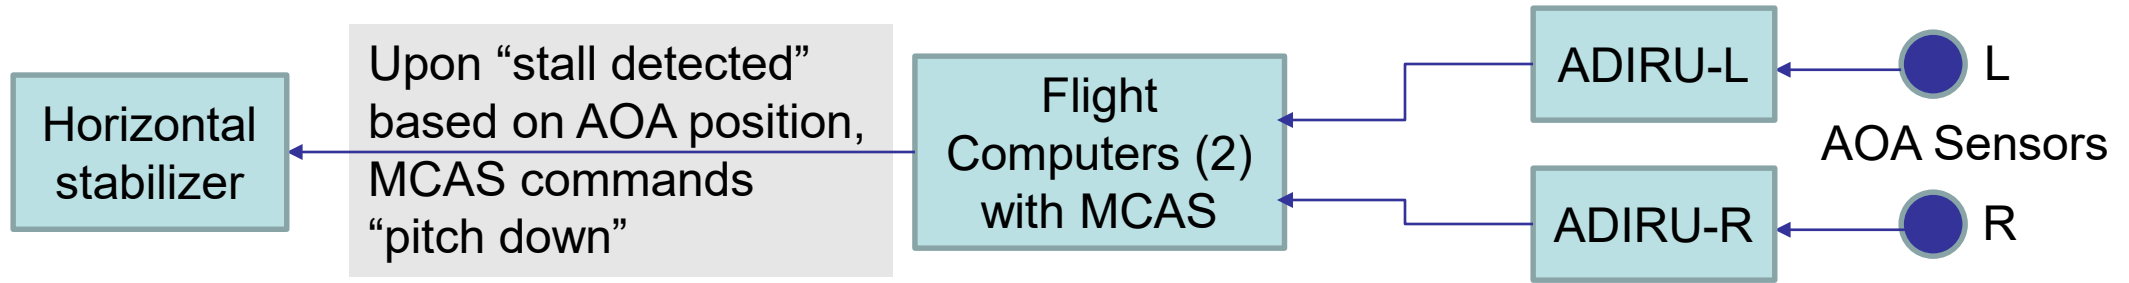 Horizontal
stabilizer
Upon “stall detected”
based on AOA position,
MCAS commands
“pitch down”
Flight
Computers (2)
with MCAS
ADIRU-L
ADIRU-R
L
AOA Sensors
R